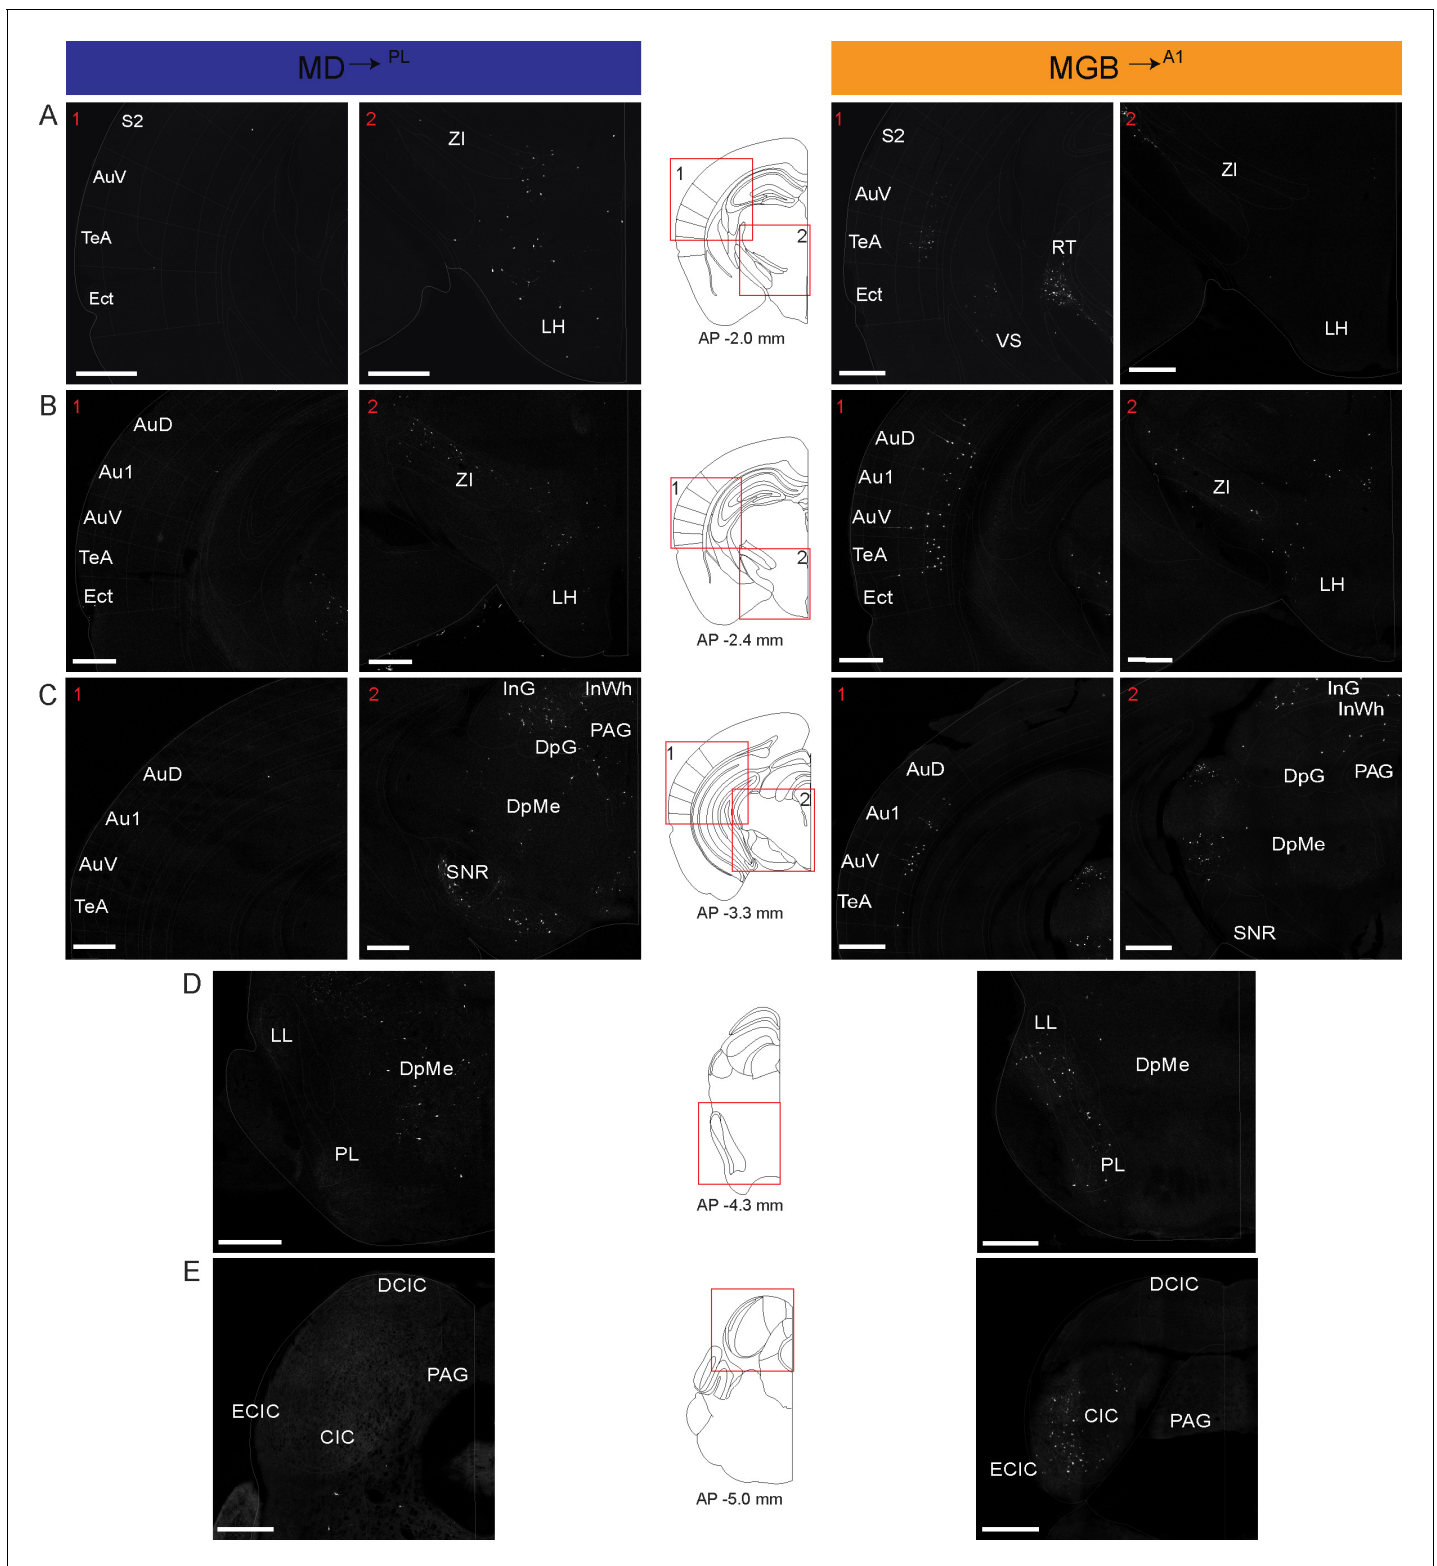 MD → PL
MGB → A1
A
1
S2
AuV
TeA
Ect
2
ZI
LH
1
2
AP -2.0 mm
1
S2
AuV
TeA
Ect
RT
VS
2
ZI
LH
B
1
AuD
Au1
AuV
TeA
Ect
2
ZI
LH
1
2
AP -2.4 mm
1
AuD
Au1
AuV
TeA
Ect
2
ZI
LH
C
1
AuD
Au1
AuV
TeA
2
InG
InWh
PAG
DpG
DpMe
SNR
1
2
AP -3.3 mm
1
AuD
Au1
AuV
TeA
2
InG
InWh
DpG
PAG
DpMe
SNR
D
LL
DpMe
PL
AP -4.3 mm
LL
DpMe
PL
E
DCIC
PAG
ECIC
CIC
AP -5.0 mm
DCIC
CIC
PAG
ECIC